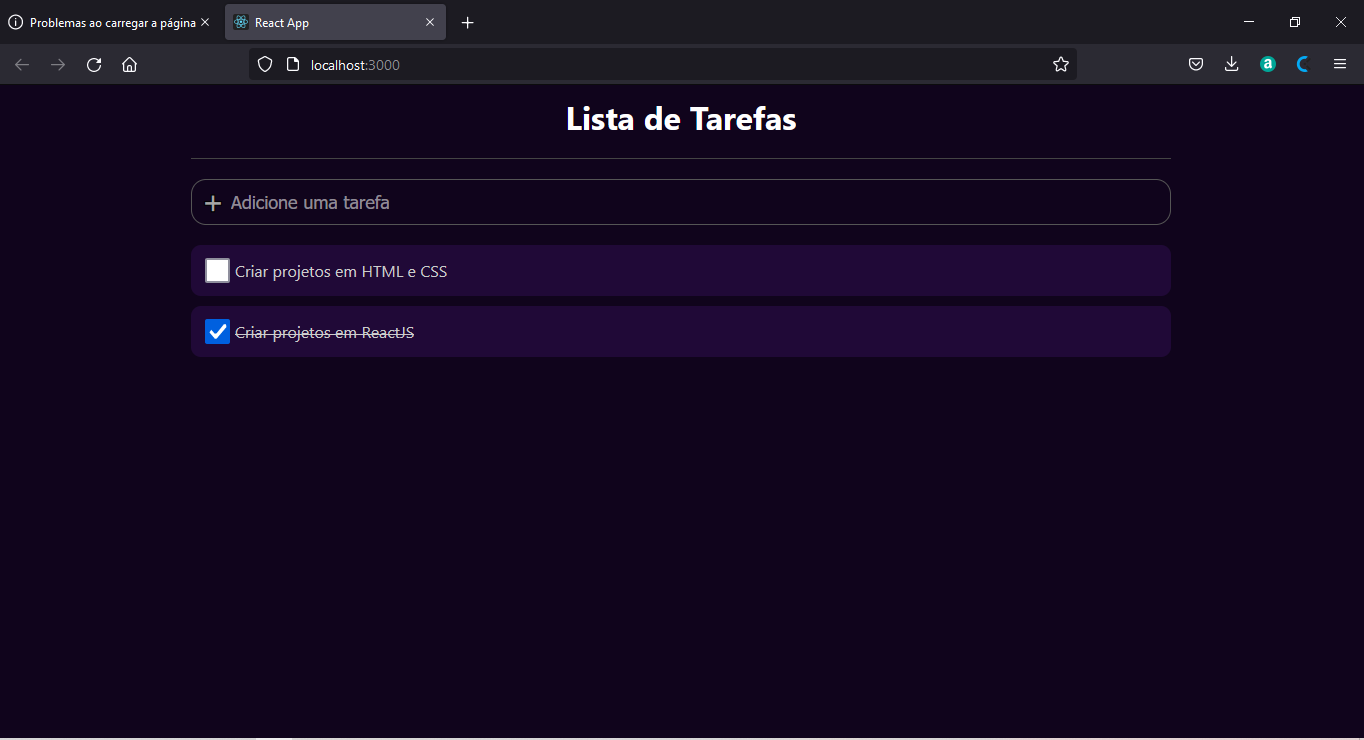 Problemas ao carregar a página
React App
localhost:3000
Lista de Tarefas
+ Adicione uma tarefa
Criar projetos em HTML e CSS
Criar projetos em ReactJS